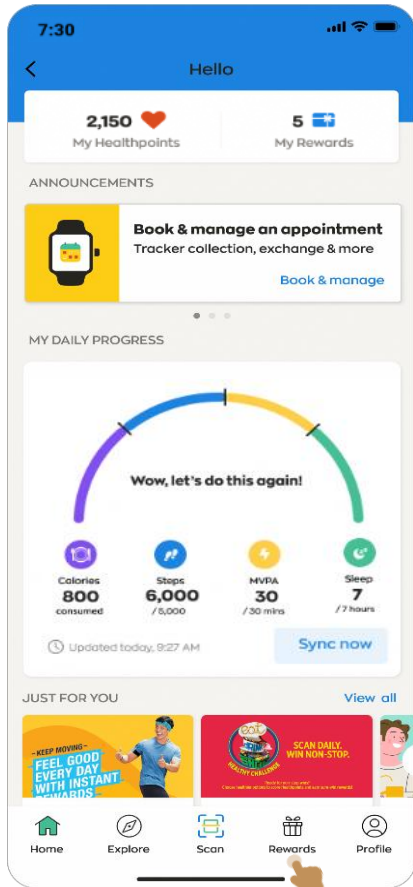 7:30
Hello
2,150
My Healthpoints
5
My Rewards
ANNOUNCEMENTS
Book & manage an appointment
Tracker collection, exchange & more
Book & manage
MY DAILY PROGRESS
Wow, let's do this again!
Calories
800
consumed
Steps
6,000
/5,000
MVPA
30
/30 mins
Sleep
7
/7 hours
Updated today, 9:27 AM
Sync now
JUST FOR YOU
View all
-KEEP MOVING-
FEEL GOOD
EVERY DAY
WITH INSTANT
REWARDS
HEALTHY CHALLENGE
SCAN DAILY.
WIN NON-STOP.
Home
Explore
Scan
Rewards
Profile